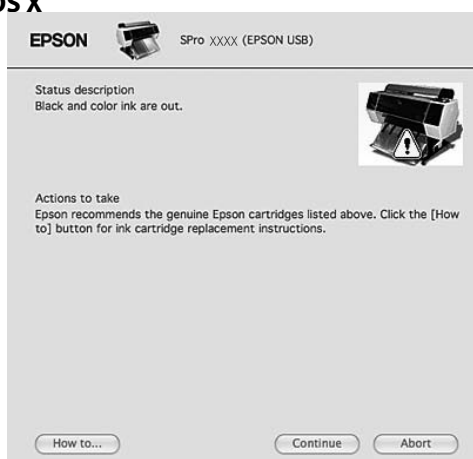 OS X
EPSON
SPro XXXX (EPSON USB)
Status description
Black and color ink are out.
Actions to take
Epson recommends the genuine Epson cartridges listed above. Click the [How
to] button for ink cartridge replacement instructions.
How to...
Continue
Abort